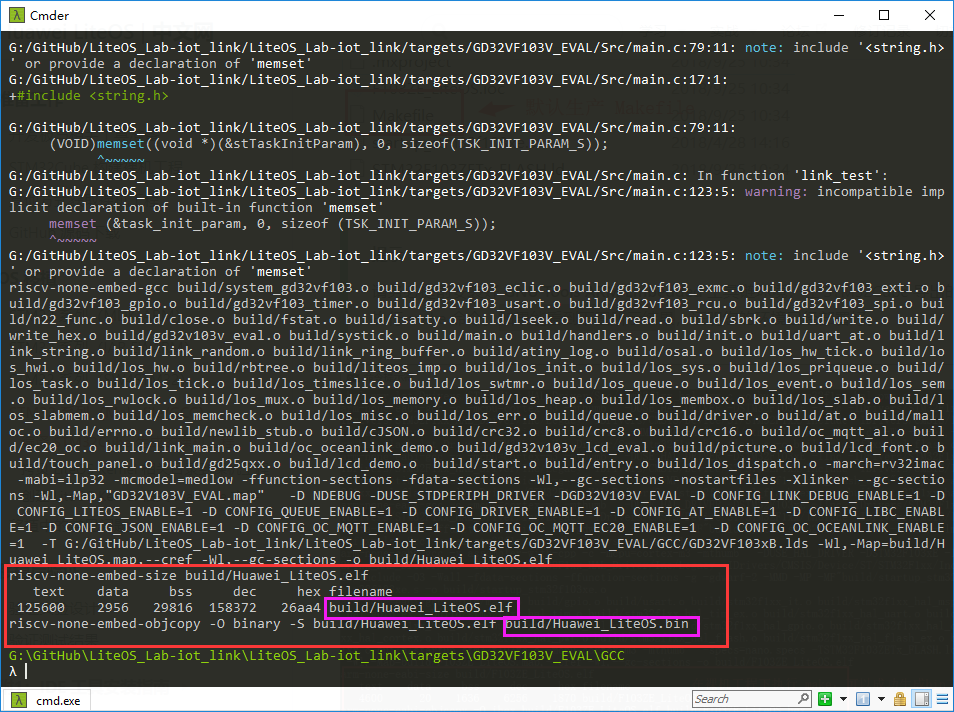 Cmder
G:/GitHub/LiteOS_Lab-iot_link/LiteOS_Lab-iot_link/targets/GD32VF103V_EVAL/Src/main.c:79:11: note: include '<string.h>
' or provide a declaration of 'memset'
G:/GitHub/LiteOS_Lab-iot_link/LiteOS_Lab-iot_link/targets/GD32VF103V_EVAL/Src/main.c:17:1:
+#include <string.h>
G:/GitHub/LiteOS_Lab-iot_link/LiteOS_Lab-iot_link/targets/GD32VF103V_EVAL/Src/main.c:79:11:
(VOID)memset((void *)(&stTaskInitParam), 0, sizeof(TSK_INIT_PARAM_S));
^~~~~~
G:/GitHub/LiteOS_Lab-iot_link/LiteOS_Lab-iot_link/targets/GD32VF103V_EVAL/Src/main.c: In function 'link_test':
G:/GitHub/LiteOS_Lab-iot_link/LiteOS_Lab-iot_link/targets/GD32VF103V_EVAL/Src/main.c:123:5: warning: incompatible imp
licit declaration of built-in function 'memset'
memset (&task_init_param, 0, sizeof (TSK_INIT_PARAM_S));
^~~~~~
G:/GitHub/LiteOS_Lab-iot_link/LiteOS_Lab-iot_link/targets/GD32VF103V_EVAL/Src/main.c:123:5: note: include '<string.h>
' or provide a declaration of 'memset'
riscv-none-embed-gcc build/system_gd32vf103.o build/gd32vf103_eclic.o build/gd32vf103_exmc.o build/gd32vf103_exti.o b
uild/gd32vf103_gpio.o build/gd32vf103_timer.o build/gd32vf103_usart.o build/gd32vf103_rcu.o build/gd32vf103_spi.o bui
ld/n22_func.o build/close.o build/fstat.o build/isatty.o build/lseek.o build/read.o build/sbrk.o build/write.o build/
write_hex.o build/gd32v103v_eval.o build/systick.o build/main.o build/handlers.o build/init.o build/uart_at.o build/l
ink_string.o build/link_random.o build/link_ring_buffer.o build/atiny_log.o build/osal.o build/los_hw_tick.o build/lo
s_hwi.o build/los_hw.o build/rbtree.o build/liteos_imp.o build/los_init.o build/los_sys.o build/los_priqueue.o build/
los_task.o build/los_tick.o build/los_timeslice.o build/los_swtmr.o build/los_queue.o build/los_event.o build/los_sem
.o build/los_rwlock.o build/los_mux.o build/los_memory.o build/los_heap.o build/los_membox.o build/los_slab.o build/l
os_slabmem.o build/los_memcheck.o build/los_misc.o build/los_err.o build/queue.o build/driver.o build/at.o build/mall
oc.o build/errno.o build/newlib_stub.o build/cJSON.o build/crc32.o build/crc8.o build/crc16.o build/oc_mqtt_al.o buil
d/ec20_oc.o build/link_main.o build/oc_oceanlink_demo.o build/gd32v103v_lcd_eval.o build/picture.o build/lcd_font.o b
uild/touch_panel.o build/gd25qxx.o build/lcd_demo.o  build/start.o build/entry.o build/los_dispatch.o -march=rv32imac
-mabi=ilp32 -mcmodel=medlow -ffunction-sections -fdata-sections -Wl,--gc-sections -nostartfiles -Xlinker --gc-sectio
ns -Wl,-Map,"GD32V103V_EVAL.map"   -D NDEBUG -DUSE_STDPERIPH_DRIVER -DGD32V103V_EVAL -D CONFIG_LINK_DEBUG_ENABLE=1 -D
CONFIG_LITEOS_ENABLE=1 -D CONFIG_QUEUE_ENABLE=1 -D CONFIG_DRIVER_ENABLE=1 -D CONFIG_AT_ENABLE=1 -D CONFIG_LIBC_ENABL
E=1 -D CONFIG_JSON_ENABLE=1 -D CONFIG_OC_MQTT_ENABLE=1 -D CONFIG_OC_MQTT_EC20_ENABLE=1  -D CONFIG_OC_OCEANLINK_ENABLE
=1  -T G:/GitHub/LiteOS_Lab-iot_link/LiteOS_Lab-iot_link/targets/GD32VF103V_EVAL/GCC/GD32F103xB.lds -Wl,-Map=build/H
uawei_LiteOS.map,--cref -Wl,--gc-sections -o build/Huawei_LiteOS.elf
riscv-none-embed-size build/Huawei_LiteOS.elf
text    data     bss     dec     hex filename
125600    2956   29816  158372   26aa4 build/Huawei_LiteOS.elf
riscv-none-embed-objcopy -O binary -S build/Huawei_LiteOS.elf build/Huawei_LiteOS.bin
G:\GitHub\LiteOS_Lab-iot_link\LiteOS_Lab-iot_link\targets\GD32VF103V_EVAL\GCC
λ
cmd.exe
Search